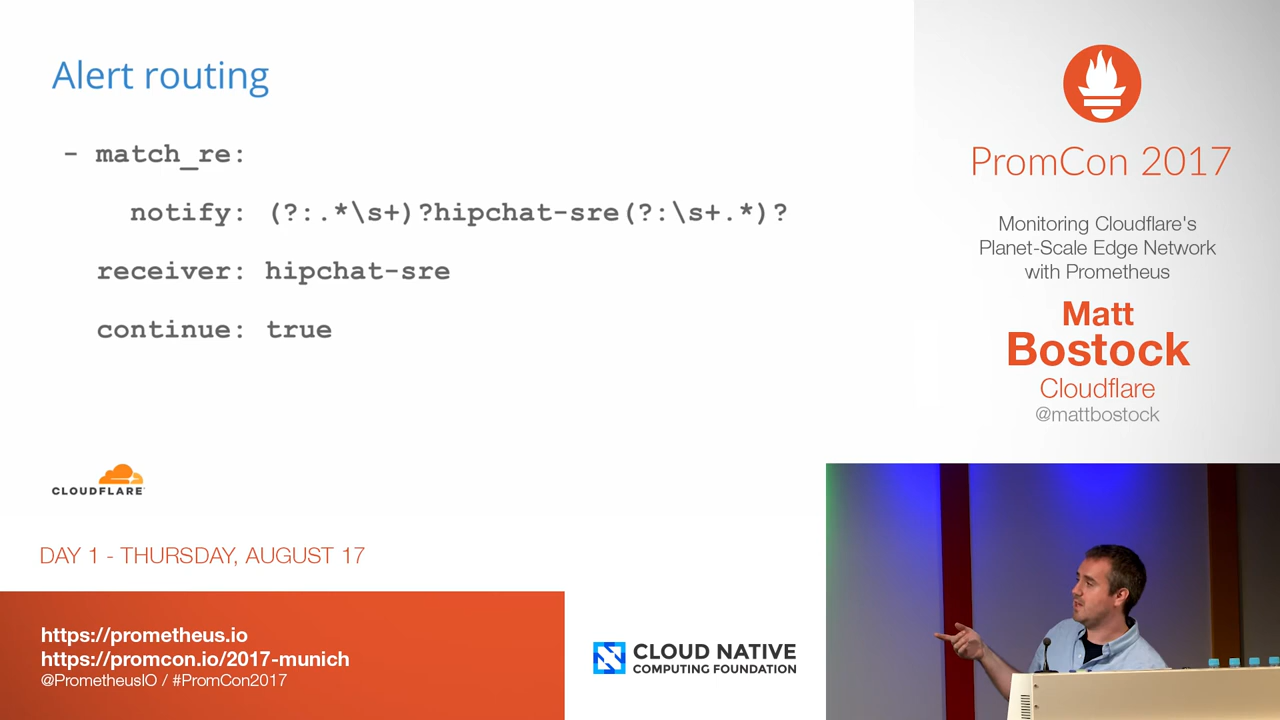 Alert routing
- match_re:
notify: (?:.*\s+)?hipchat-sre(?:\s+.*)?
receiver: hipchat-sre
continue: true
CLOUDFLARE
DAY 1 - THURSDAY, AUGUST 17
https://prometheus.io
https://promcon.io/2017-munich
@PrometheusIO / #PromCon2017
CLOUD NATIVE
COMPUTING FOUNDATION
PromCon 2017
Monitoring Cloudflare's
Planet-Scale Edge Network
with Prometheus
Matt
Bostock
Cloudflare
@mattbostock